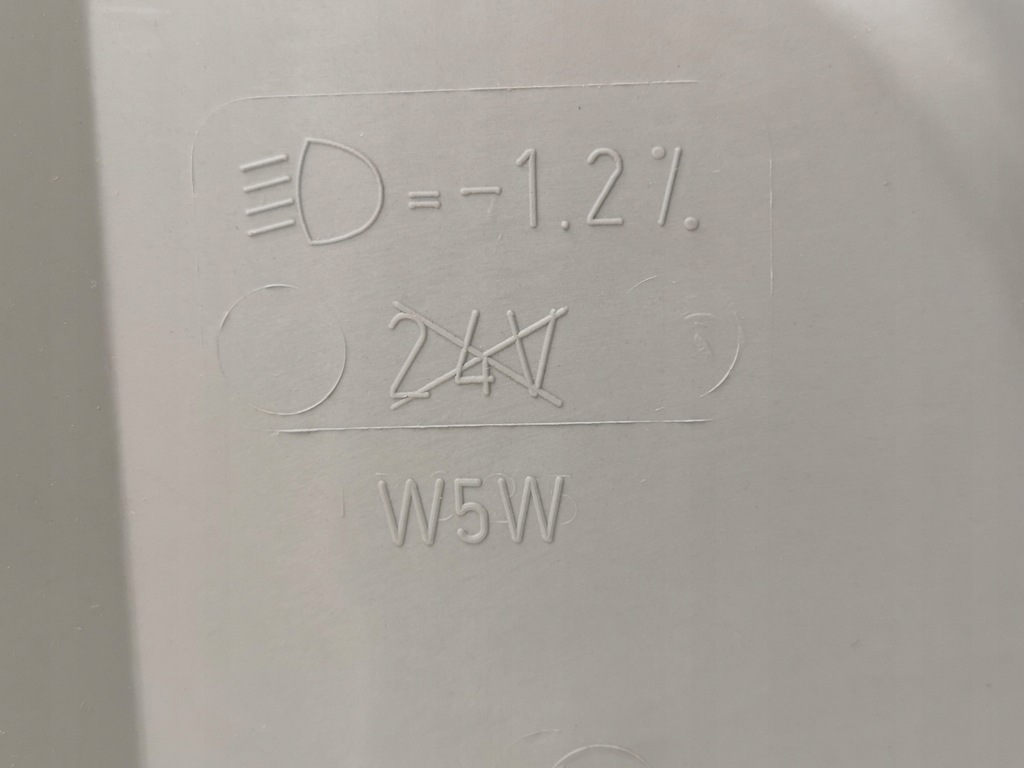 = -1.2%
24V
W5W